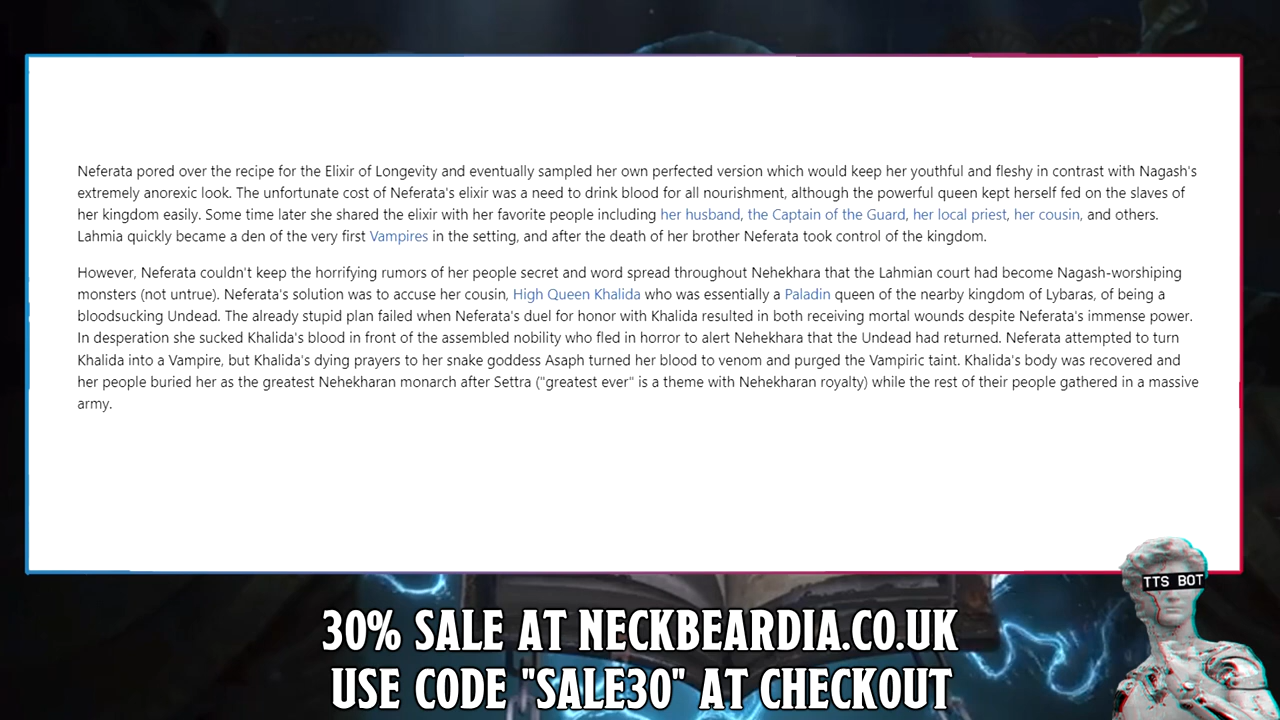 Neferata pored over the recipe for the Elixir of Longevity and eventually sampled her own perfected version which would keep her youthful and fleshy in contrast with Nagash's
extremely anorexic look. The unfortunate cost of Neferata's elixir was a need to drink blood for all nourishment, although the powerful queen kept herself fed on the slaves of
her kingdom easily. Some time later she shared the elixir with her favorite people including her husband, the Captain of the Guard, her local priest, her cousin, and others.
Lahmia quickly became a den of the very first Vampires in the setting, and after the death of her brother Neferata took control of the kingdom.
However, Neferata couldn't keep the horrifying rumors of her people secret and word spread throughout Nehekhara that the Lahmian court had become Nagash-worshiping
monsters (not untrue). Neferata's solution was to accuse her cousin, High Queen Khalida who was essentially a Paladin queen of the nearby kingdom of Lybaras, of being a
bloodsucking Undead. The already stupid plan failed when Neferata's duel for honor with Khalida resulted in both receiving mortal wounds despite Neferata's immense power.
In desperation she sucked Khalida's blood in front of the assembled nobility who fled in horror to alert Nehekhara that the Undead had returned. Neferata attempted to turn
Khalida into a Vampire, but Khalida's dying prayers to her snake goddess Asaph turned her blood to venom and purged the Vampiric taint. Khalida's body was recovered and
her people buried her as the greatest Nehekharan monarch after Settra ("greatest ever" is a theme with Nehekharan royalty) while the rest of their people gathered in a massive
army.
TTS BOT
30% SALE AT NECKBEARDIA.CO.UK
USE CODE "SALE30" AT CHECKOUT